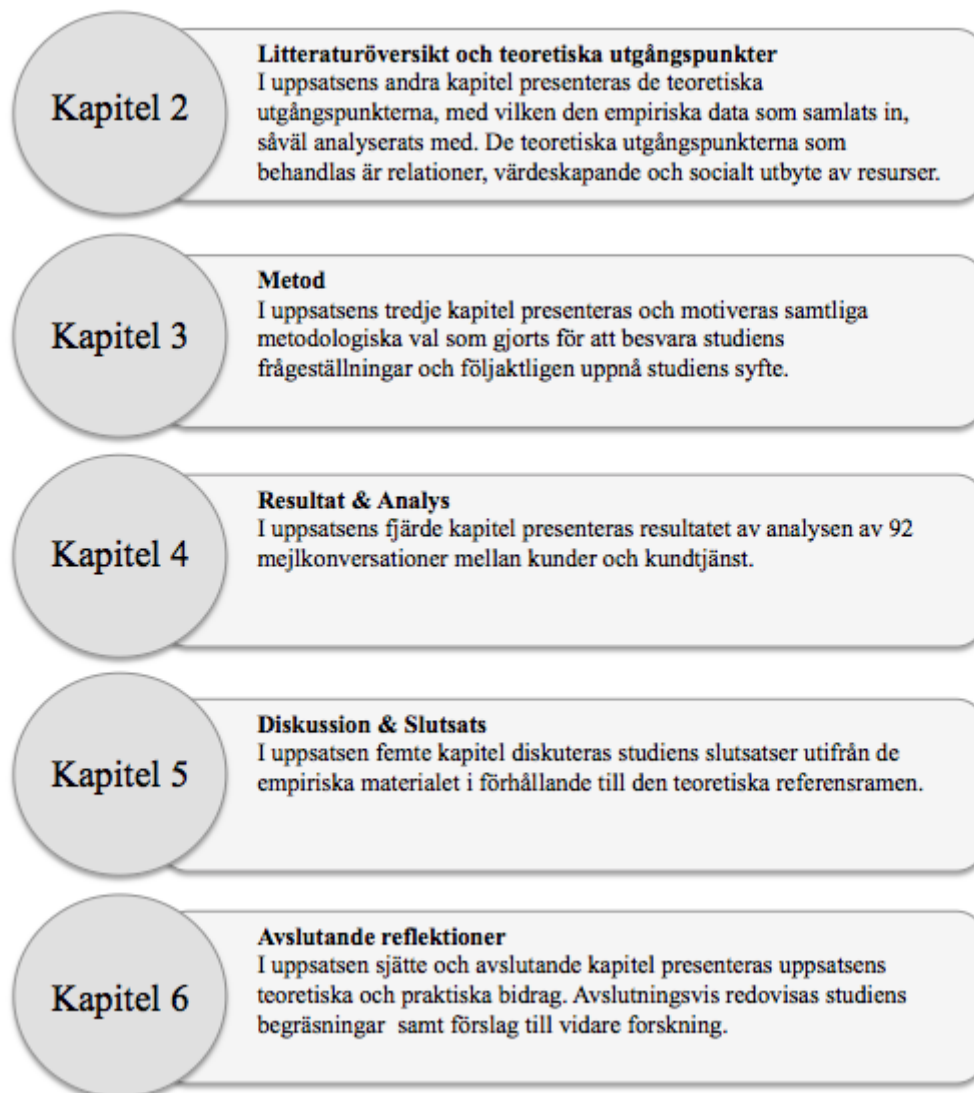 Kapitel 2
Litteraturöversikt och teoretiska utgångspunkter
I uppsatsens andra kapitel presenteras de teoretiska
utgångspunkterna, med vilken den empiriska data som samlats in,
såväl analyserats med. De teoretiska utgångspunkterna som
behandlas är relationer, värdeskapande och socialt utbyte av resurser.
Kapitel 3
Metod
I uppsatsens tredje kapitel presenteras och motiveras samtliga
metodologiska val som gjorts för att besvara studiens
frågeställningar och följaktligen uppnå studiens syfte.
Kapitel 4
Resultat & Analys
I uppsatsens fjärde kapitel presenteras resultatet av analysen av 92
mejlkonversationer mellan kunder och kundtjänst.
Kapitel 5
Diskussion & Slutsats
I uppsatsen femte kapitel diskuteras studiens slutsatser utifrån de
empiriska materialet i förhållande till den teoretiska referensramen.
Kapitel 6
Avslutande reflektioner
I uppsatsen sjätte och avslutande kapitel presenteras uppsatsens
teoretiska och praktiska bidrag. Avslutningsvis redovisas studiens
begräsningar samt förslag till vidare forskning.